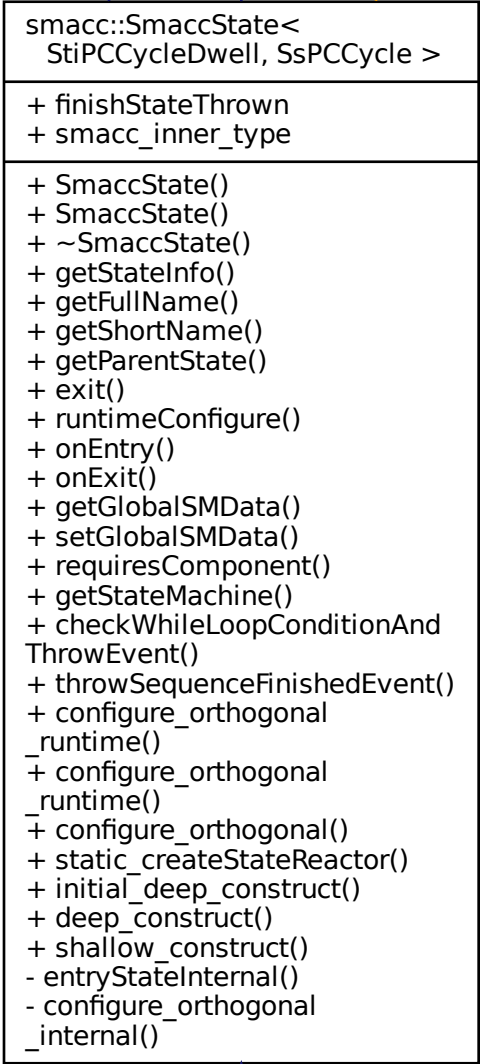 smacc::SmaccState<
StiPCCycleDwell, SsPCCycle >
+ finishStateThrown
+ smacc_inner_type
+ SmaccState()
+ SmaccState()
+ ~SmaccState()
+ getStateInfo()
+ getFullName()
+ getShortName()
+ getParentState()
+ exit()
+ runtimeConfigure()
+ onEntry()
+ onExit()
+ getGlobalSMData()
+ setGlobalSMData()
+ requiresComponent()
+ getStateMachine()
+ checkWhileLoopConditionAnd
ThrowEvent()
+ throwSequenceFinishedEvent()
+ configure_orthogonal
_runtime()
+ configure_orthogonal
_runtime()
+ configure_orthogonal()
+ static_createStateReactor()
+ initial_deep_construct()
+ deep_construct()
+ shallow_construct()
- entryStateInternal()
- configure_orthogonal
_internal()